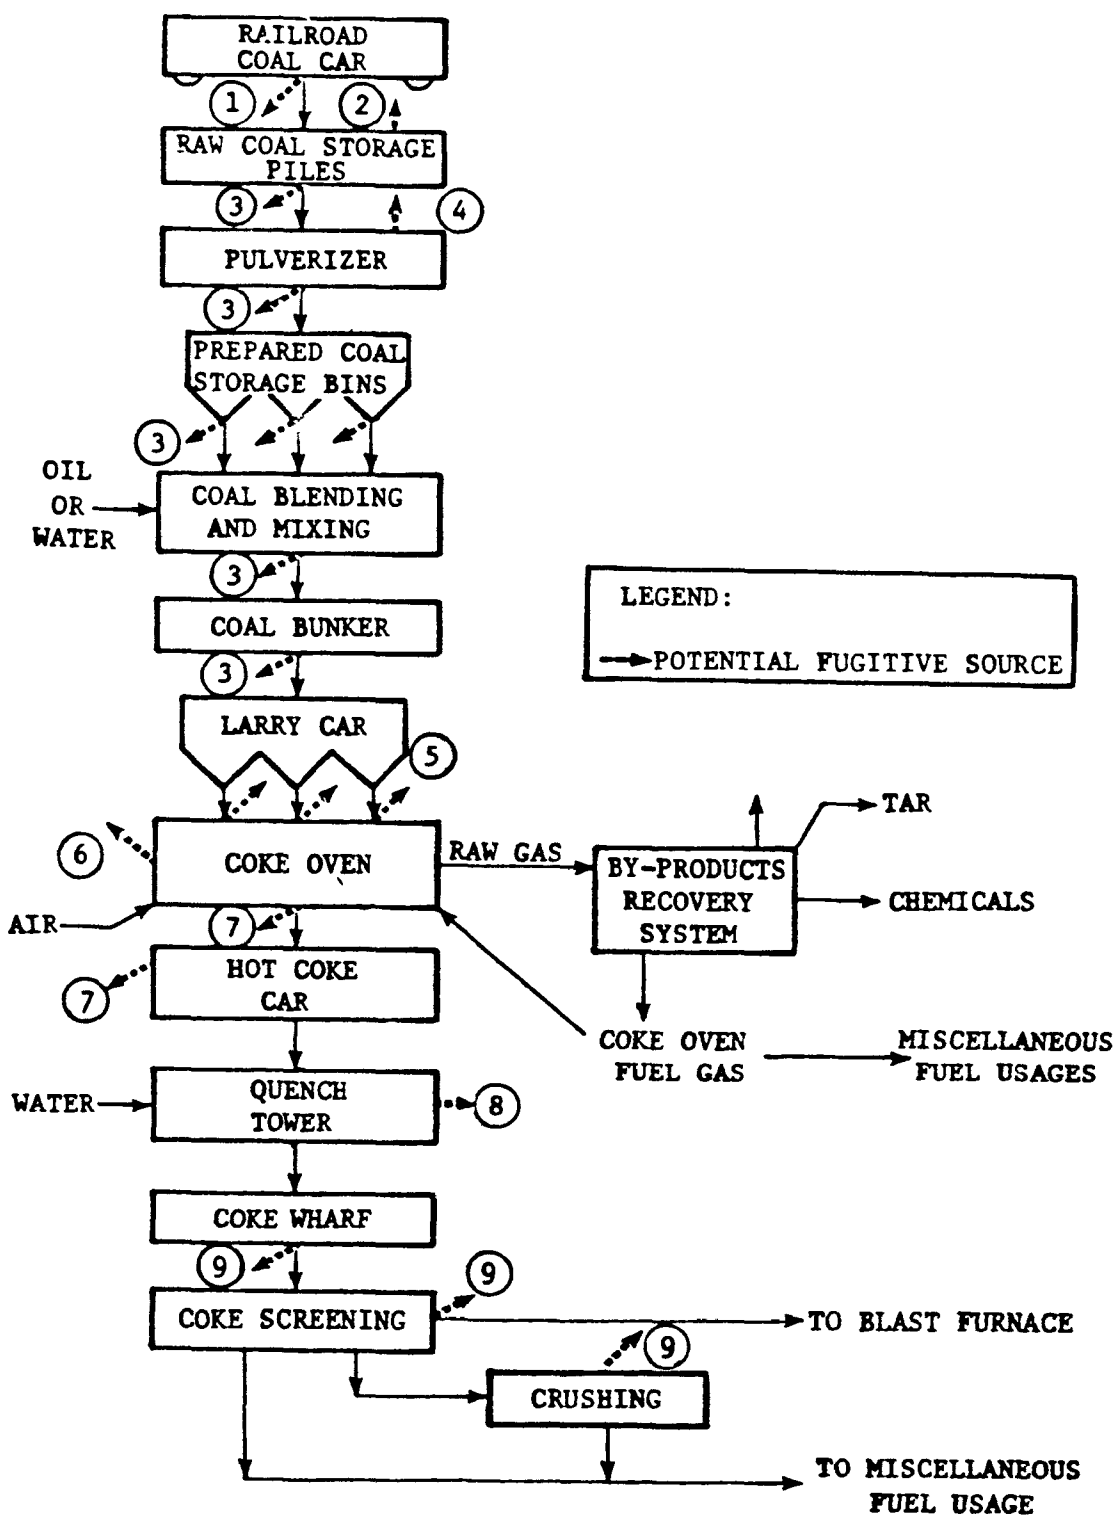 RAILROAD
COAL CAR
1
2
RAW COAL STORAGE
PILES
3
4
PULVERIZER
3
PREPARED COAL
STORAGE BINS
3
OIL
OR
WATER
COAL BLENDING
AND MIXING
3
LEGEND:
POTENTIAL FUGITIVE SOURCE
COAL BUNKER
3
LARRY CAR
5
6
COKE OVEN
RAW GAS
BY-PRODUCTS
RECOVERY
SYSTEM
TAR
CHEMICALS
AIR
7
7
HOT COKE
CAR
COKE OVEN
FUEL GAS
MISCELLANEOUS
FUEL USAGES
WATER
QUENCH
TOWER
8
COKE WHARF
9
9
COKE SCREENING
TO BLAST FURNACE
9
CRUSHING
TO MISCELLANEOUS
FUEL USAGE